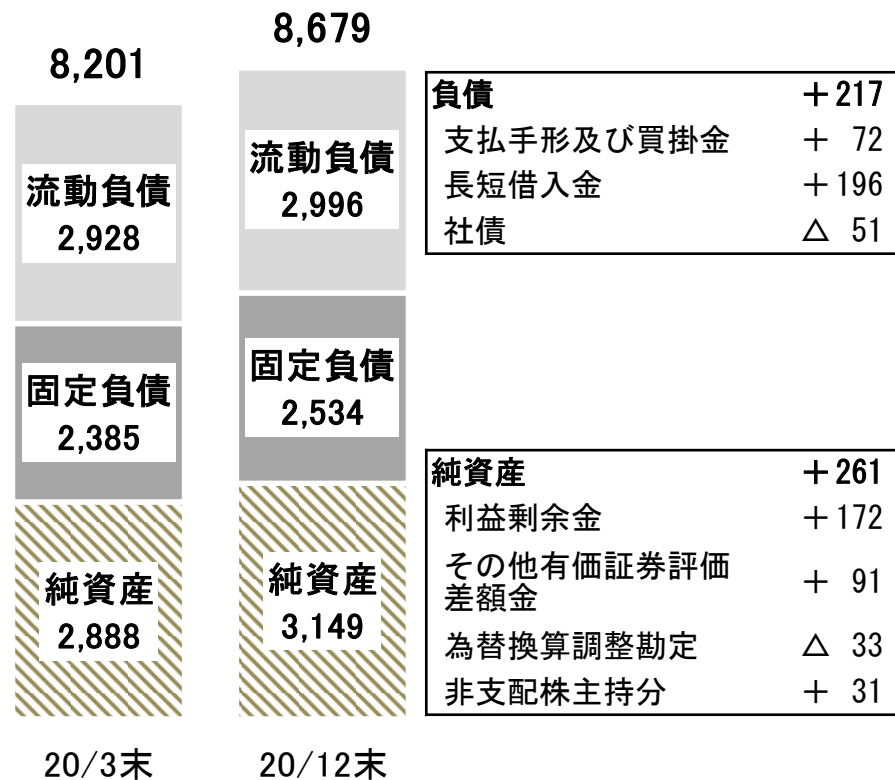 8,201
流動負債
2,928
固定負債
2,385
純資産
2,888
20/3末
8,679
流動負債
2,996
固定負債
2,534
純資産
3,149
20/12末
負債 +217
支払手形及び買掛金 + 72
長短借入金 +196
社債 △ 51
純資産 +261
利益剰余金 +172
その他有価証券評価
差額金 + 91
為替換算調整勘定 △ 33
非支配株主持分 + 31